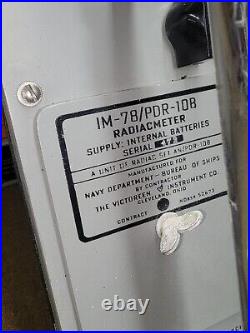 IM-78/PDR-10B
RADIACMETER
SUPPLY: INTERNAL BATTERIES
SERIAL 473
A UNIT OF RADIAC SET AN/PDR-10B
MANUFACTURED FOR
NAVY DEPARTMENT - BUREAU OF SHIPS
BY CONTRACTOR
THE VICTOREEN INSTRUMENT CO.
CLEVELAND, OHIO
CONTRACT